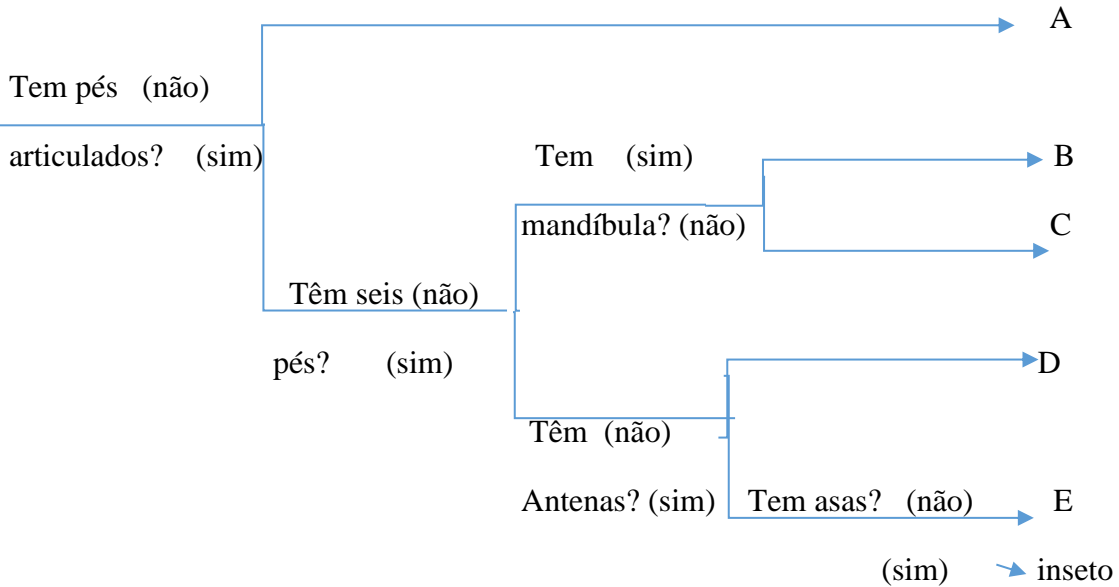 A
Tem pés (não)
articulados? (sim)
Tem (sim)
B
mandíbula? (não)
C
Têm seis (não)
pés? (sim)
D
Têm (não)
Antenas? (sim)
Tem asas? (não)
E
(sim)
inseto